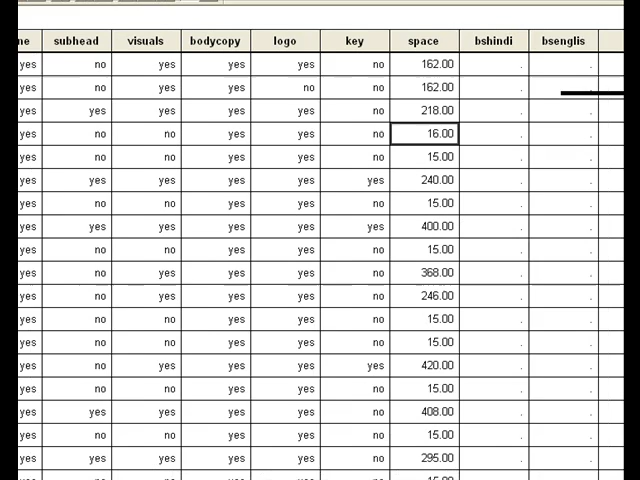 ne subhead visuals bodycopy logo key space bshindi bsenglis
yes no yes yes yes no 162.00 . .
yes no yes yes no no 162.00 . .
yes yes yes yes yes no 218.00 . .
yes no no yes yes no 16.00 . .
yes no no yes yes no 15.00 . .
yes yes yes yes yes yes 240.00 . .
yes no no yes yes no 15.00 . .
yes yes yes yes yes yes 400.00 . .
yes no no yes yes no 15.00 . .
yes no yes yes yes no 368.00 . .
yes no yes yes yes no 246.00 . .
yes no no yes yes no 15.00 . .
yes no no yes yes no 15.00 . .
yes no yes yes yes yes 420.00 . .
yes no no yes yes no 15.00 . .
yes yes yes yes yes no 408.00 . .
yes no no yes yes no 15.00 . .
yes yes yes yes yes no 295.00 . .